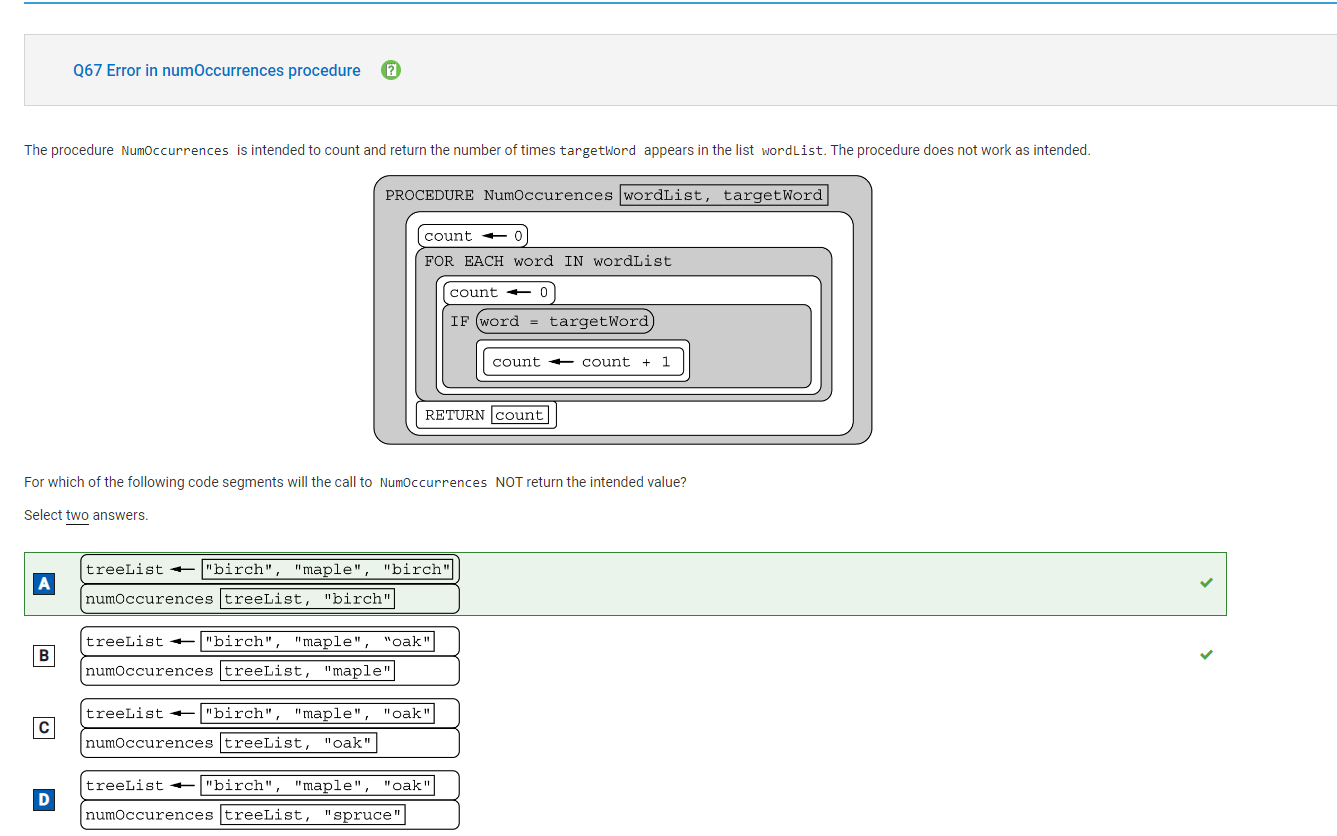 Q67 Error in numOccurrences procedure
The procedure NumOccurrences is intended to count and return the number of times targetWord appears in the list wordList. The procedure does not work as intended.
PROCEDURE NumOccurences wordList, targetWord
count ← 0
FOR EACH word IN wordList
count ← 0
IF word = targetWord
count ← count + 1
RETURN count
For which of the following code segments will the call to NumOccurrences NOT return the intended value?
Select two answers.
A
treeList ← "birch", "maple", "birch"
numOccurences treeList, "birch"
B
treeList ← "birch", "maple", “oak"
numOccurences treeList, "maple"
C
treeList ← "birch", "maple", "oak"
numOccurences treeList, "oak"
D
treeList ← "birch", "maple", "oak"
numOccurences treeList, "spruce"